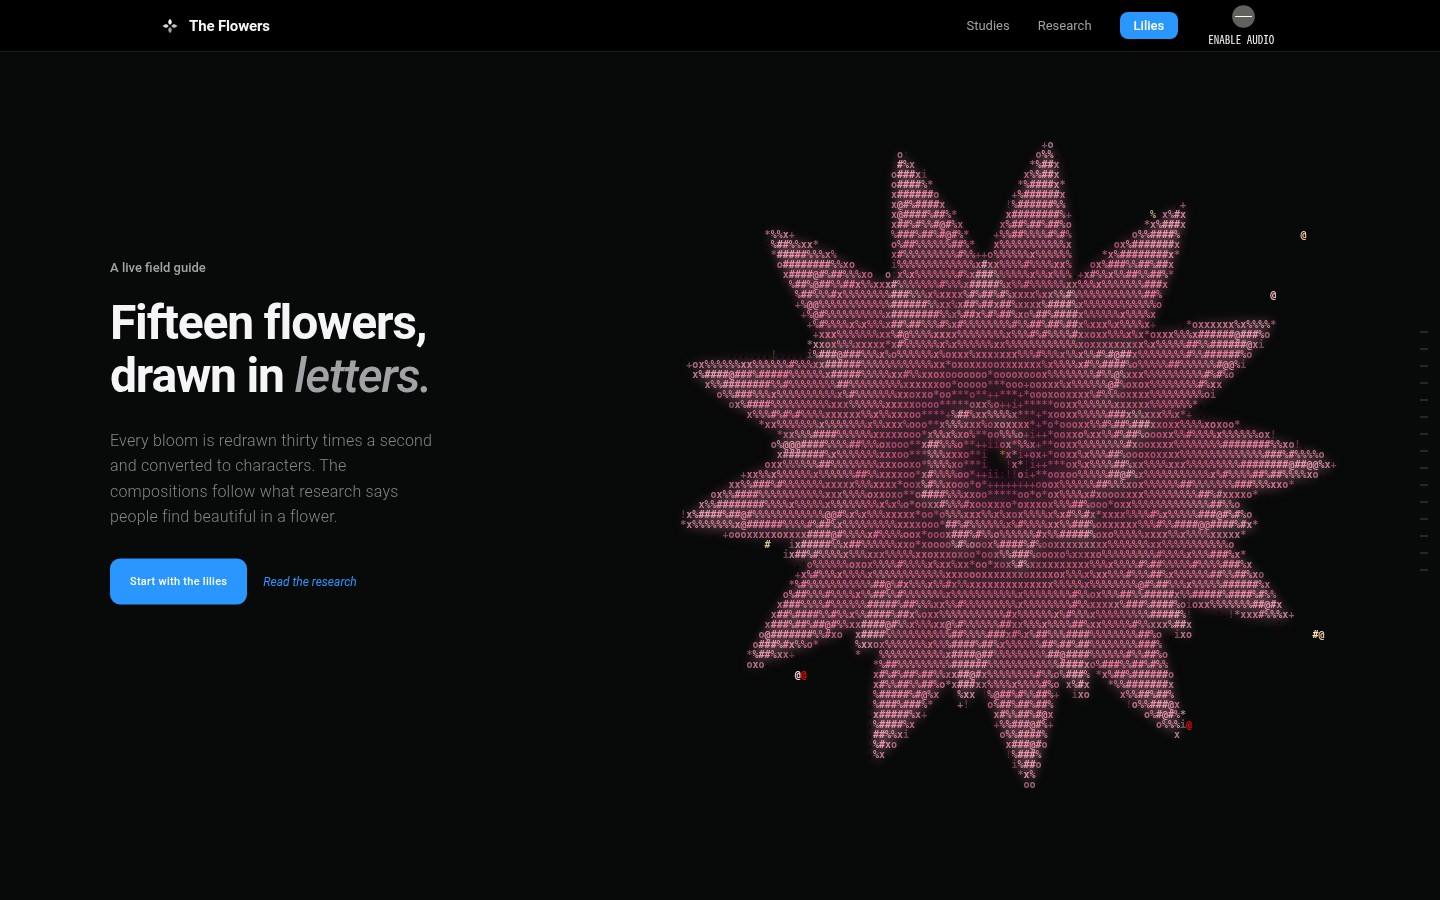 The Flowers
Studies
Research
Lilies
ENABLE AUDIO
A live field guide
Fifteen flowers,
drawn in letters.
Every bloom is redrawn thirty times a second
and converted to characters. The
compositions follow what research says
people find beautiful in a flower.
Start with the lilies
Read the research